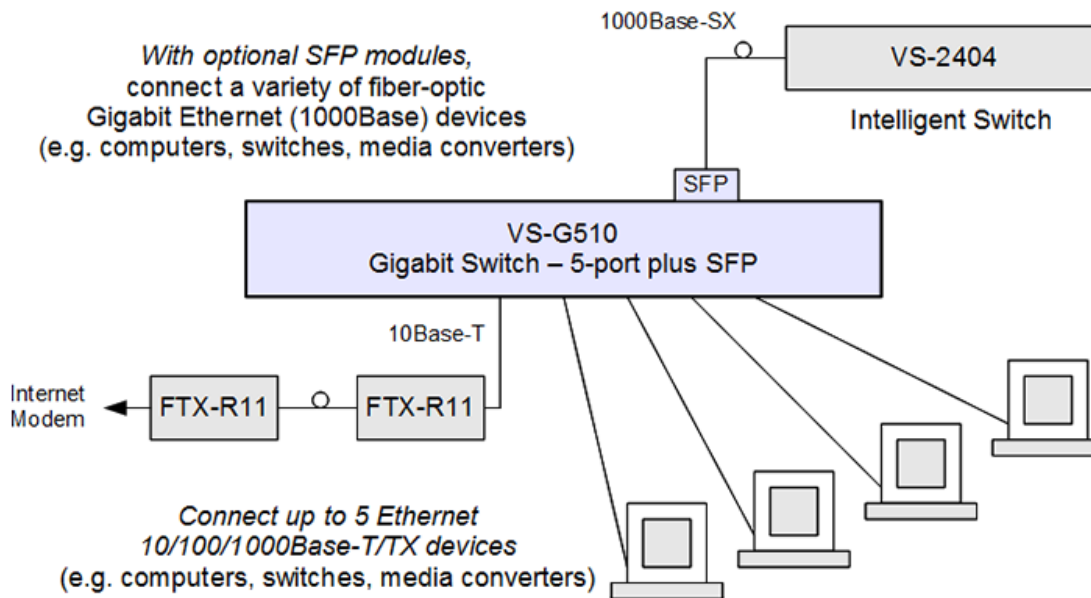 1000Base-SX
With optional SFP modules,
connect a variety of fiber-optic
Gigabit Ethernet (1000Base) devices
(e.g. computers, switches, media converters)
VS-2404
Intelligent Switch
SFP
VS-G510
Gigabit Switch – 5-port plus SFP
10Base-T
Internet
Modem
FTX-R11
FTX-R11
Connect up to 5 Ethernet
10/100/1000Base-T/TX devices
(e.g. computers, switches, media converters)